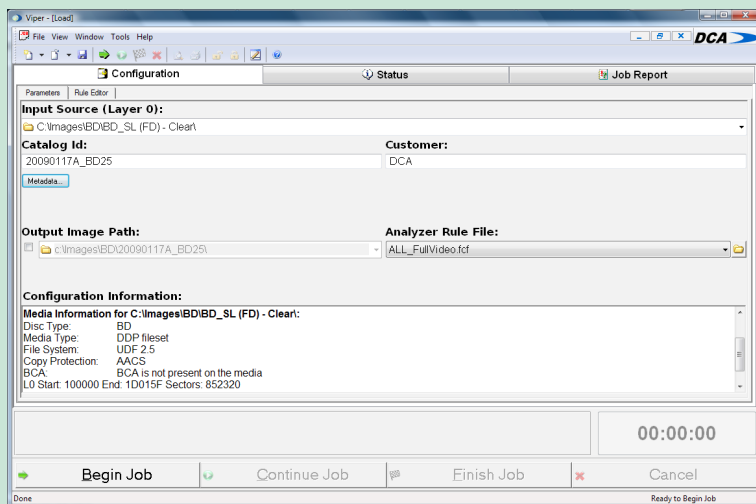 Viper - [Load]
File View Window Tools Help
DCA
Configuration Status Job Report
Parameters Rule Editor
Input Source (Layer 0):
C:\Images\BD\BD_SL (FD) - Clear\
Catalog Id: Customer:
20090117A_BD25 DCA
Metadata...
Output Image Path: Analyzer Rule File:
c:\Images\BD\20090117A_BD25\ ALL_FullVideo.fcf
Configuration Information:
Media Information for C:\Images\BD\BD_SL (FD) - Clear\:
Disc Type: BD
Media Type: DDP fileset
File System: UDF 2.5
Copy Protection: AACS
BCA: BCA is not present on the media
L0 Start: 100000 End: 1D015F Sectors: 852320
00:00:00
Begin Job Continue Job Finish Job Cancel
Done Ready to Begin Job